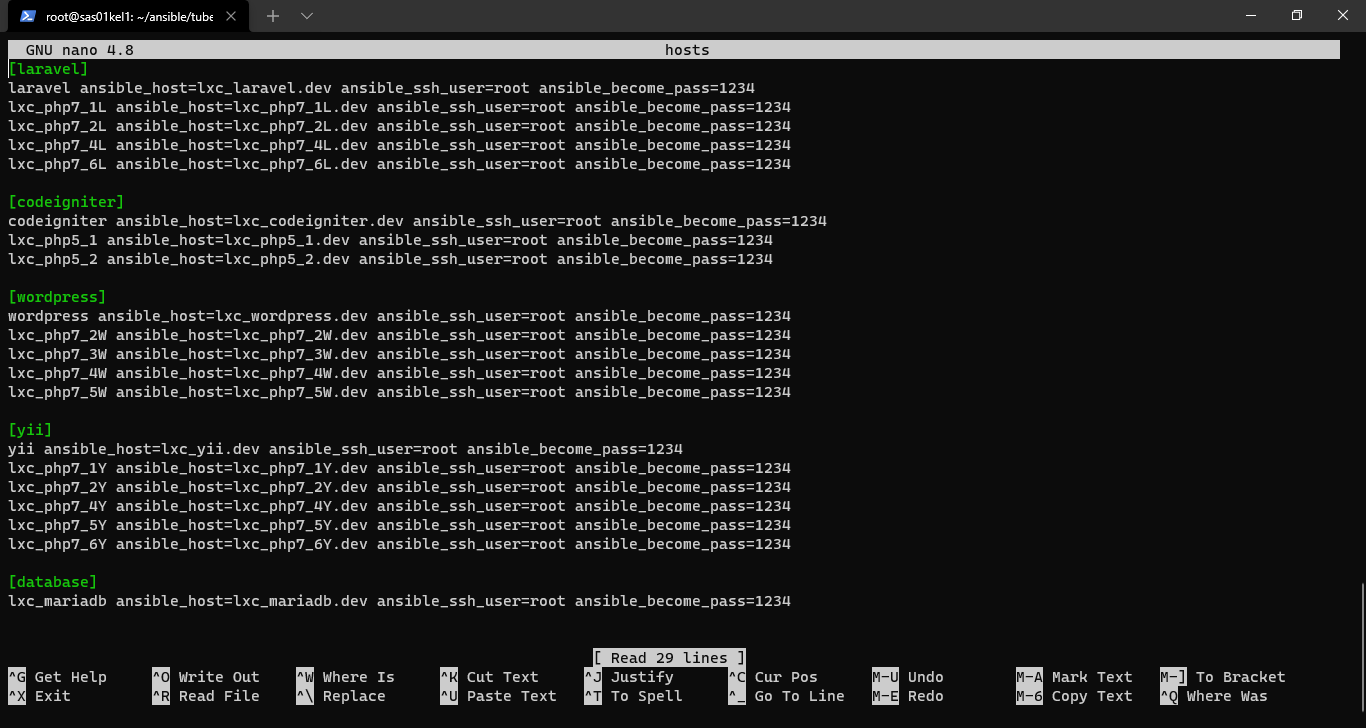 root@sas01kel1: ~/ansible/tube
GNU nano 4.8 hosts
[laravel]
laravel ansible_host=lxc_laravel.dev ansible_ssh_user=root ansible_become_pass=1234
lxc_php7_1L ansible_host=lxc_php7_1L.dev ansible_ssh_user=root ansible_become_pass=1234
lxc_php7_2L ansible_host=lxc_php7_2L.dev ansible_ssh_user=root ansible_become_pass=1234
lxc_php7_4L ansible_host=lxc_php7_4L.dev ansible_ssh_user=root ansible_become_pass=1234
lxc_php7_6L ansible_host=lxc_php7_6L.dev ansible_ssh_user=root ansible_become_pass=1234
[codeigniter]
codeigniter ansible_host=lxc_codeigniter.dev ansible_ssh_user=root ansible_become_pass=1234
lxc_php5_1 ansible_host=lxc_php5_1.dev ansible_ssh_user=root ansible_become_pass=1234
lxc_php5_2 ansible_host=lxc_php5_2.dev ansible_ssh_user=root ansible_become_pass=1234
[wordpress]
wordpress ansible_host=lxc_wordpress.dev ansible_ssh_user=root ansible_become_pass=1234
lxc_php7_2W ansible_host=lxc_php7_2W.dev ansible_ssh_user=root ansible_become_pass=1234
lxc_php7_3W ansible_host=lxc_php7_3W.dev ansible_ssh_user=root ansible_become_pass=1234
lxc_php7_4W ansible_host=lxc_php7_4W.dev ansible_ssh_user=root ansible_become_pass=1234
lxc_php7_5W ansible_host=lxc_php7_5W.dev ansible_ssh_user=root ansible_become_pass=1234
[yii]
yii ansible_host=lxc_yii.dev ansible_ssh_user=root ansible_become_pass=1234
lxc_php7_1Y ansible_host=lxc_php7_1Y.dev ansible_ssh_user=root ansible_become_pass=1234
lxc_php7_2Y ansible_host=lxc_php7_2Y.dev ansible_ssh_user=root ansible_become_pass=1234
lxc_php7_4Y ansible_host=lxc_php7_4Y.dev ansible_ssh_user=root ansible_become_pass=1234
lxc_php7_5Y ansible_host=lxc_php7_5Y.dev ansible_ssh_user=root ansible_become_pass=1234
lxc_php7_6Y ansible_host=lxc_php7_6Y.dev ansible_ssh_user=root ansible_become_pass=1234
[database]
lxc_mariadb ansible_host=lxc_mariadb.dev ansible_ssh_user=root ansible_become_pass=1234
[ Read 29 lines ]
^G Get Help ^O Write Out ^W Where Is ^K Cut Text ^J Justify ^C Cur Pos M-U Undo M-A Mark Text M-] To Bracket
^X Exit ^R Read File ^\ Replace ^U Paste Text ^T To Spell ^_ Go To Line M-E Redo M-6 Copy Text ^Q Where Was